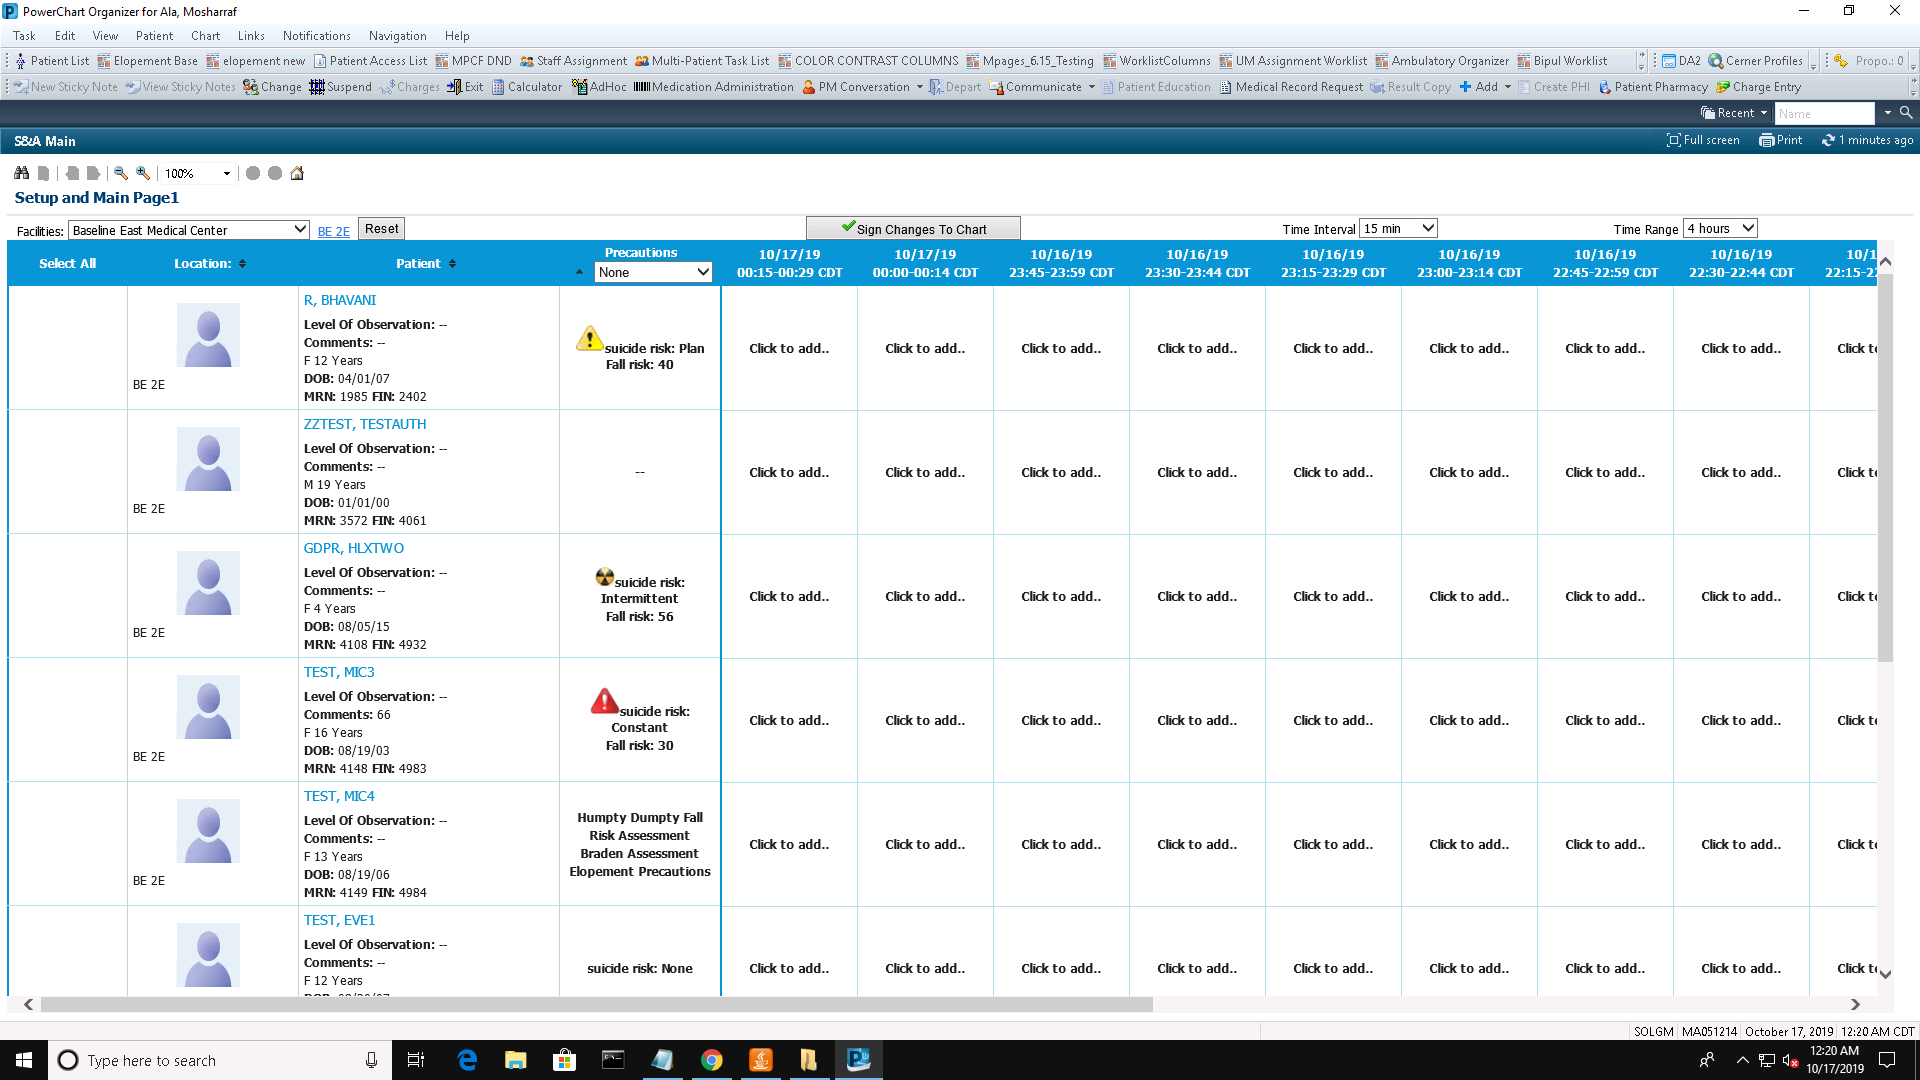 PowerChart Organizer for Ala, Mosharraf
Task Edit View Patient Chart Links Notifications Navigation Help
Patient List Elopement Base elopement new Patient Access List MPCF DND Staff Assignment Multi-Patient Task List COLOR CONTRAST COLUMNS Mpages_6.15_Testing WorklistColumns UM Assignment Worklist Ambulatory Organizer Bipul Worklist DA2 Cerner Profiles Propo.: 0
New Sticky Note View Sticky Notes Change Suspend Charges Exit Calculator AdHoc Medication Administration PM Conversation Depart Communicate Patient Education Medical Record Request Result Copy Add Create PHI Patient Pharmacy Charge Entry
Recent Name
S&A Main Full screen Print 1 minutes ago
100%
Setup and Main Page1
Facilities: Baseline East Medical Center BE 2E Reset Sign Changes To Chart Time Interval 15 min Time Range 4 hours
Select All Location: Patient Precautions None
10/17/19 10/17/19 10/16/19 10/16/19 10/16/19 10/16/19 10/16/19 10/16/19 10/1
00:15-00:29 CDT 00:00-00:14 CDT 23:45-23:59 CDT 23:30-23:44 CDT 23:15-23:29 CDT 23:00-23:14 CDT 22:45-22:59 CDT 22:30-22:44 CDT 22:15-2
R, BHAVANI
Level Of Observation: --
Comments: --
F 12 Years
DOB: 04/01/07
MRN: 1985 FIN: 2402
BE 2E
suicide risk: Plan
Fall risk: 40
Click to add.. Click to add.. Click to add.. Click to add.. Click to add.. Click to add.. Click to add.. Click to add.. Click t
ZZTEST, TESTAUTH
Level Of Observation: --
Comments: --
M 19 Years
DOB: 01/01/00
MRN: 3572 FIN: 4061
BE 2E
--
Click to add.. Click to add.. Click to add.. Click to add.. Click to add.. Click to add.. Click to add.. Click to add.. Click t
GDPR, HLXTWO
Level Of Observation: --
Comments: --
F 4 Years
DOB: 08/05/15
MRN: 4108 FIN: 4932
BE 2E
suicide risk:
Intermittent
Fall risk: 56
Click to add.. Click to add.. Click to add.. Click to add.. Click to add.. Click to add.. Click to add.. Click to add.. Click t
TEST, MIC3
Level Of Observation: --
Comments: 66
F 16 Years
DOB: 08/19/03
MRN: 4148 FIN: 4983
BE 2E
suicide risk:
Constant
Fall risk: 30
Click to add.. Click to add.. Click to add.. Click to add.. Click to add.. Click to add.. Click to add.. Click to add.. Click t
TEST, MIC4
Level Of Observation: --
Comments: --
F 13 Years
DOB: 08/19/06
MRN: 4149 FIN: 4984
BE 2E
Humpty Dumpty Fall
Risk Assessment
Braden Assessment
Elopement Precautions
Click to add.. Click to add.. Click to add.. Click to add.. Click to add.. Click to add.. Click to add.. Click to add.. Click t
TEST, EVE1
Level Of Observation: --
Comments: --
F 12 Years
suicide risk: None
Click to add.. Click to add.. Click to add.. Click to add.. Click to add.. Click to add.. Click to add.. Click to add.. Click t
SOLGM MA051214 October 17, 2019 12:20 AM CDT
Type here to search
12:20 AM
10/17/2019